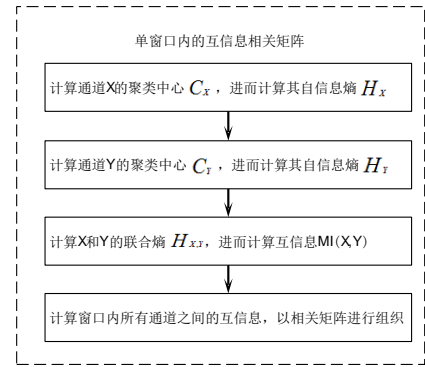 单窗口内的互信息相关矩阵
计算通道X的聚类中心 C_X ，进而计算其自信息熵 H_X
计算通道Y的聚类中心 C_Y ，进而计算其自信息熵 H_Y
计算X和Y的联合熵 H_{X,Y}，进而计算互信息MI(X,Y)
计算窗口内所有通道之间的互信息，以相关矩阵进行组织